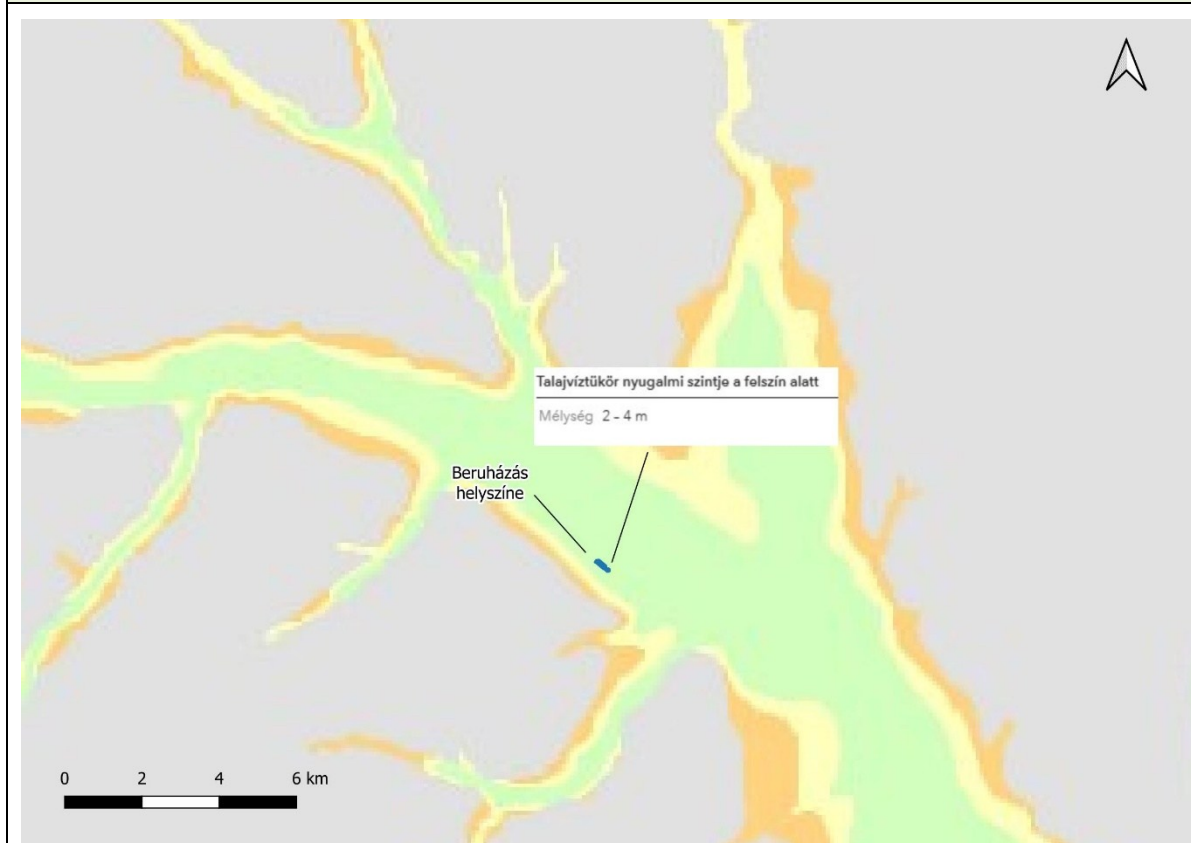 Talajvíztükör nyugalmi szintje a felszín alatt
Mélység 2 - 4 m
Beruházás
helyszíne
0 2 4 6 km